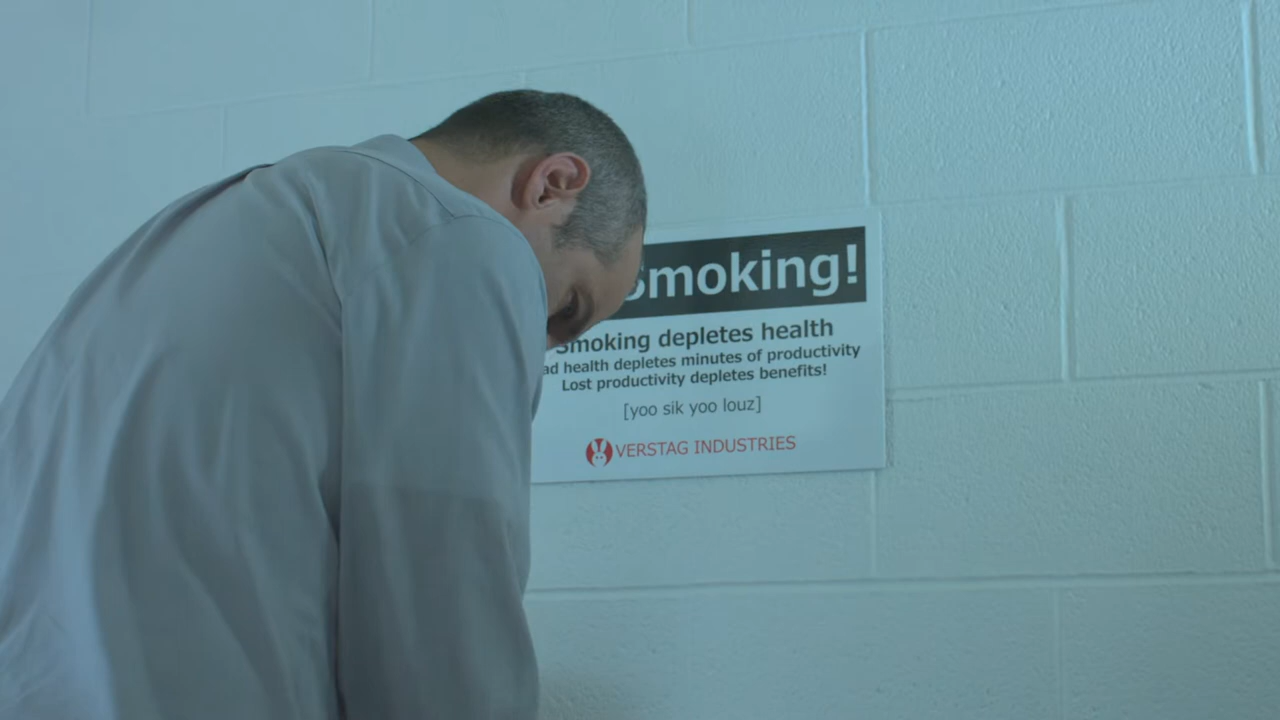 Smoking!
Smoking depletes health
ad health depletes minutes of productivity
Lost productivity depletes benefits!
[yoo sik yoo louz]
VERSTAG INDUSTRIES